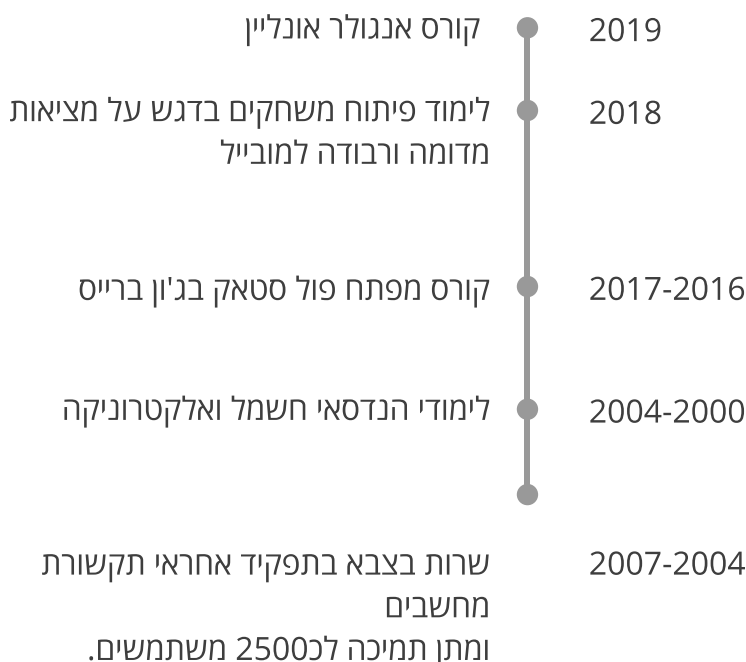 2019
קורס אנגולר אונליין
2018
לימוד פיתוח משחקים בדגש על מציאות
מדומה ורבודה למובייל
2017-2016
קורס מפתח פול סטאק בג'ון ברייס
2004-2000
לימודי הנדסאי חשמל ואלקטרוניקה
2007-2004
שרות בצבא בתפקיד אחראי תקשורת
מחשבים
ומתן תמיכה לכ2500 משתמשים.